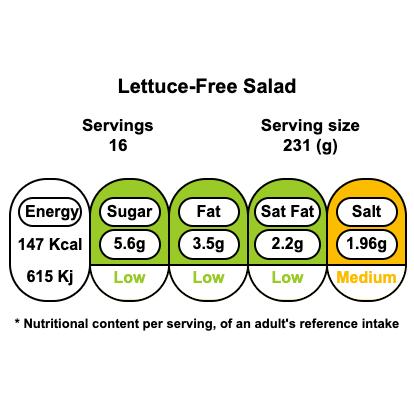 Lettuce-Free Salad
Servings
16
Serving size
231 (g)
Energy Sugar Fat Sat Fat Salt
147 Kcal 5.6g 3.5g 2.2g 1.96g
615 Kj Low Low Low Medium
* Nutritional content per serving, of an adult's reference intake